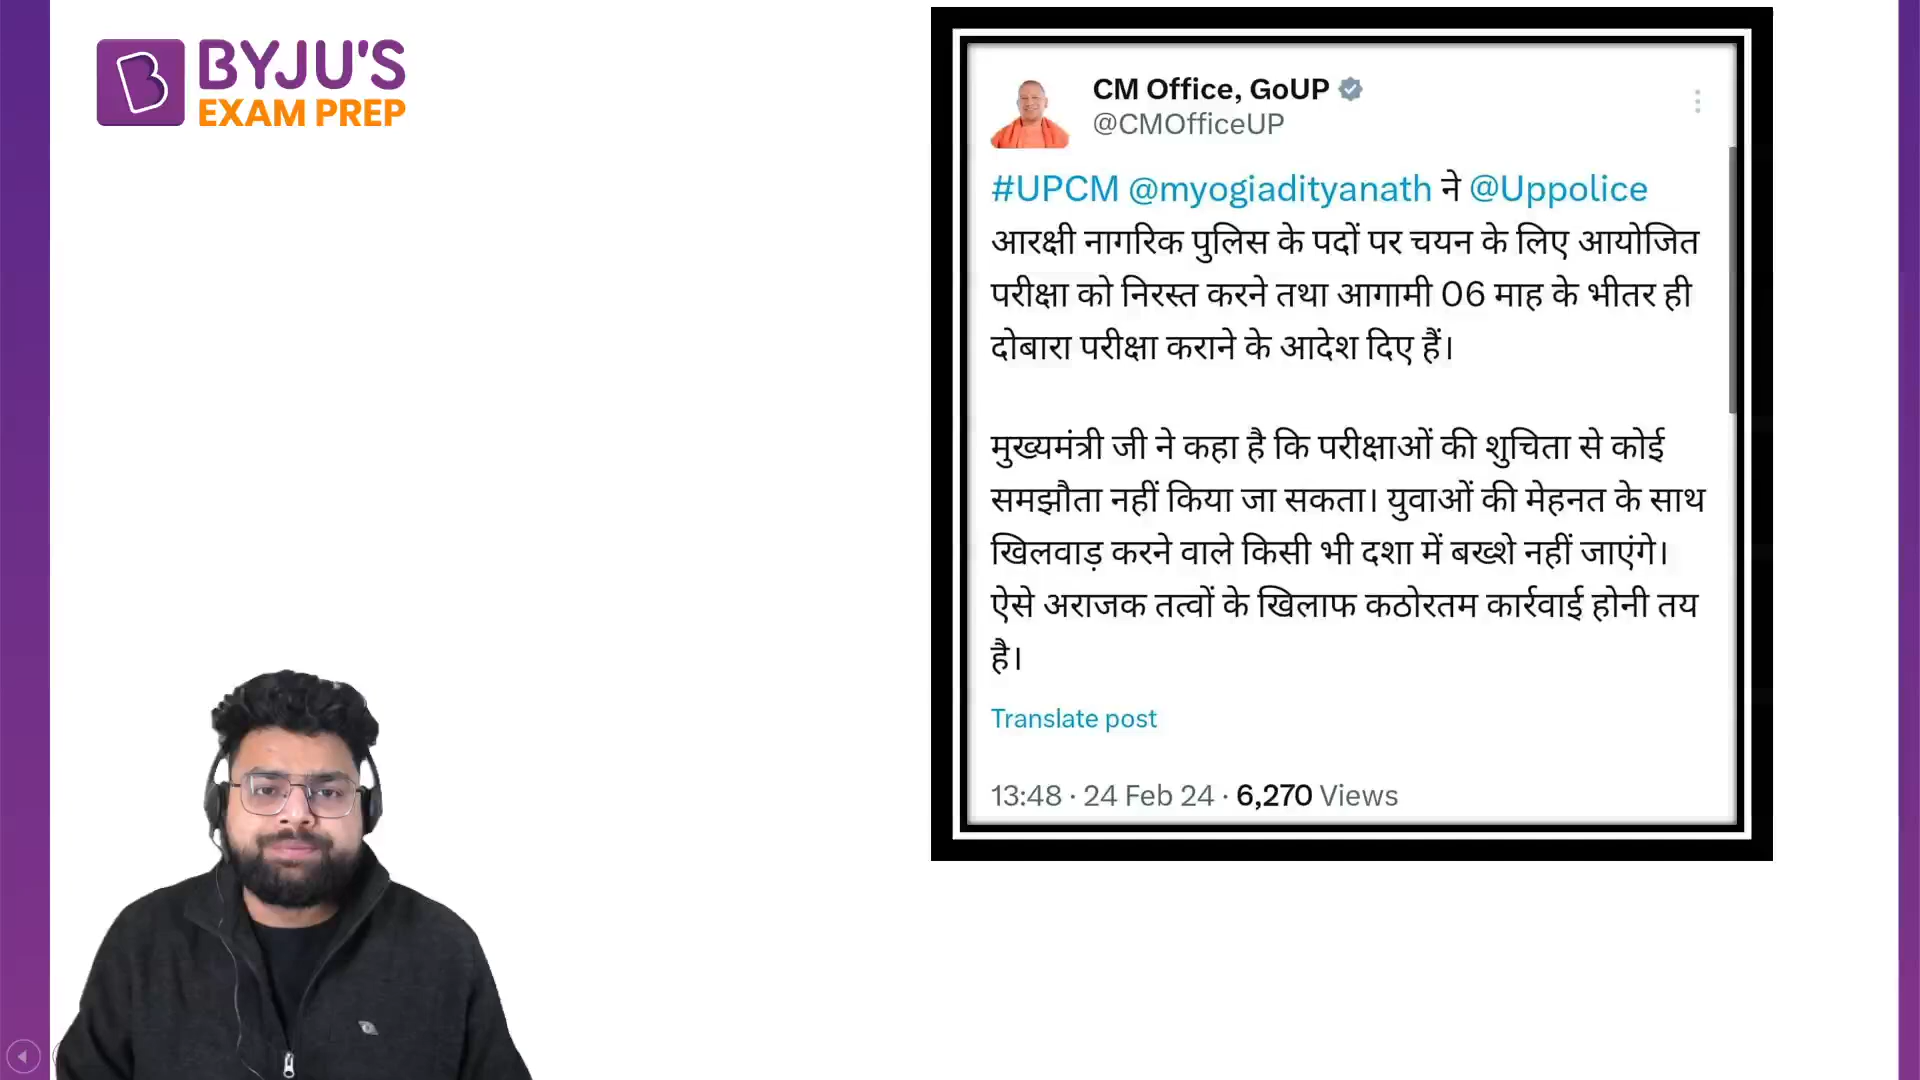 BYJU'S
EXAM PREP
CM Office, GoUP
@CMOfficeUP
#UPCM @myogiadityanath ने @Uppolice
आरक्षी नागरिक पुलिस के पदों पर चयन के लिए आयोजित
परीक्षा को निरस्त करने तथा आगामी 06 माह के भीतर ही
दोबारा परीक्षा कराने के आदेश दिए हैं।
मुख्यमंत्री जी ने कहा है कि परीक्षाओं की शुचिता से कोई
समझौता नहीं किया जा सकता। युवाओं की मेहनत के साथ
खिलवाड़ करने वाले किसी भी दशा में बख्शे नहीं जाएंगे।
ऐसे अराजक तत्वों के खिलाफ कठोरतम कार्रवाई होनी तय
है।
Translate post
13:48 · 24 Feb 24 · 6,270 Views